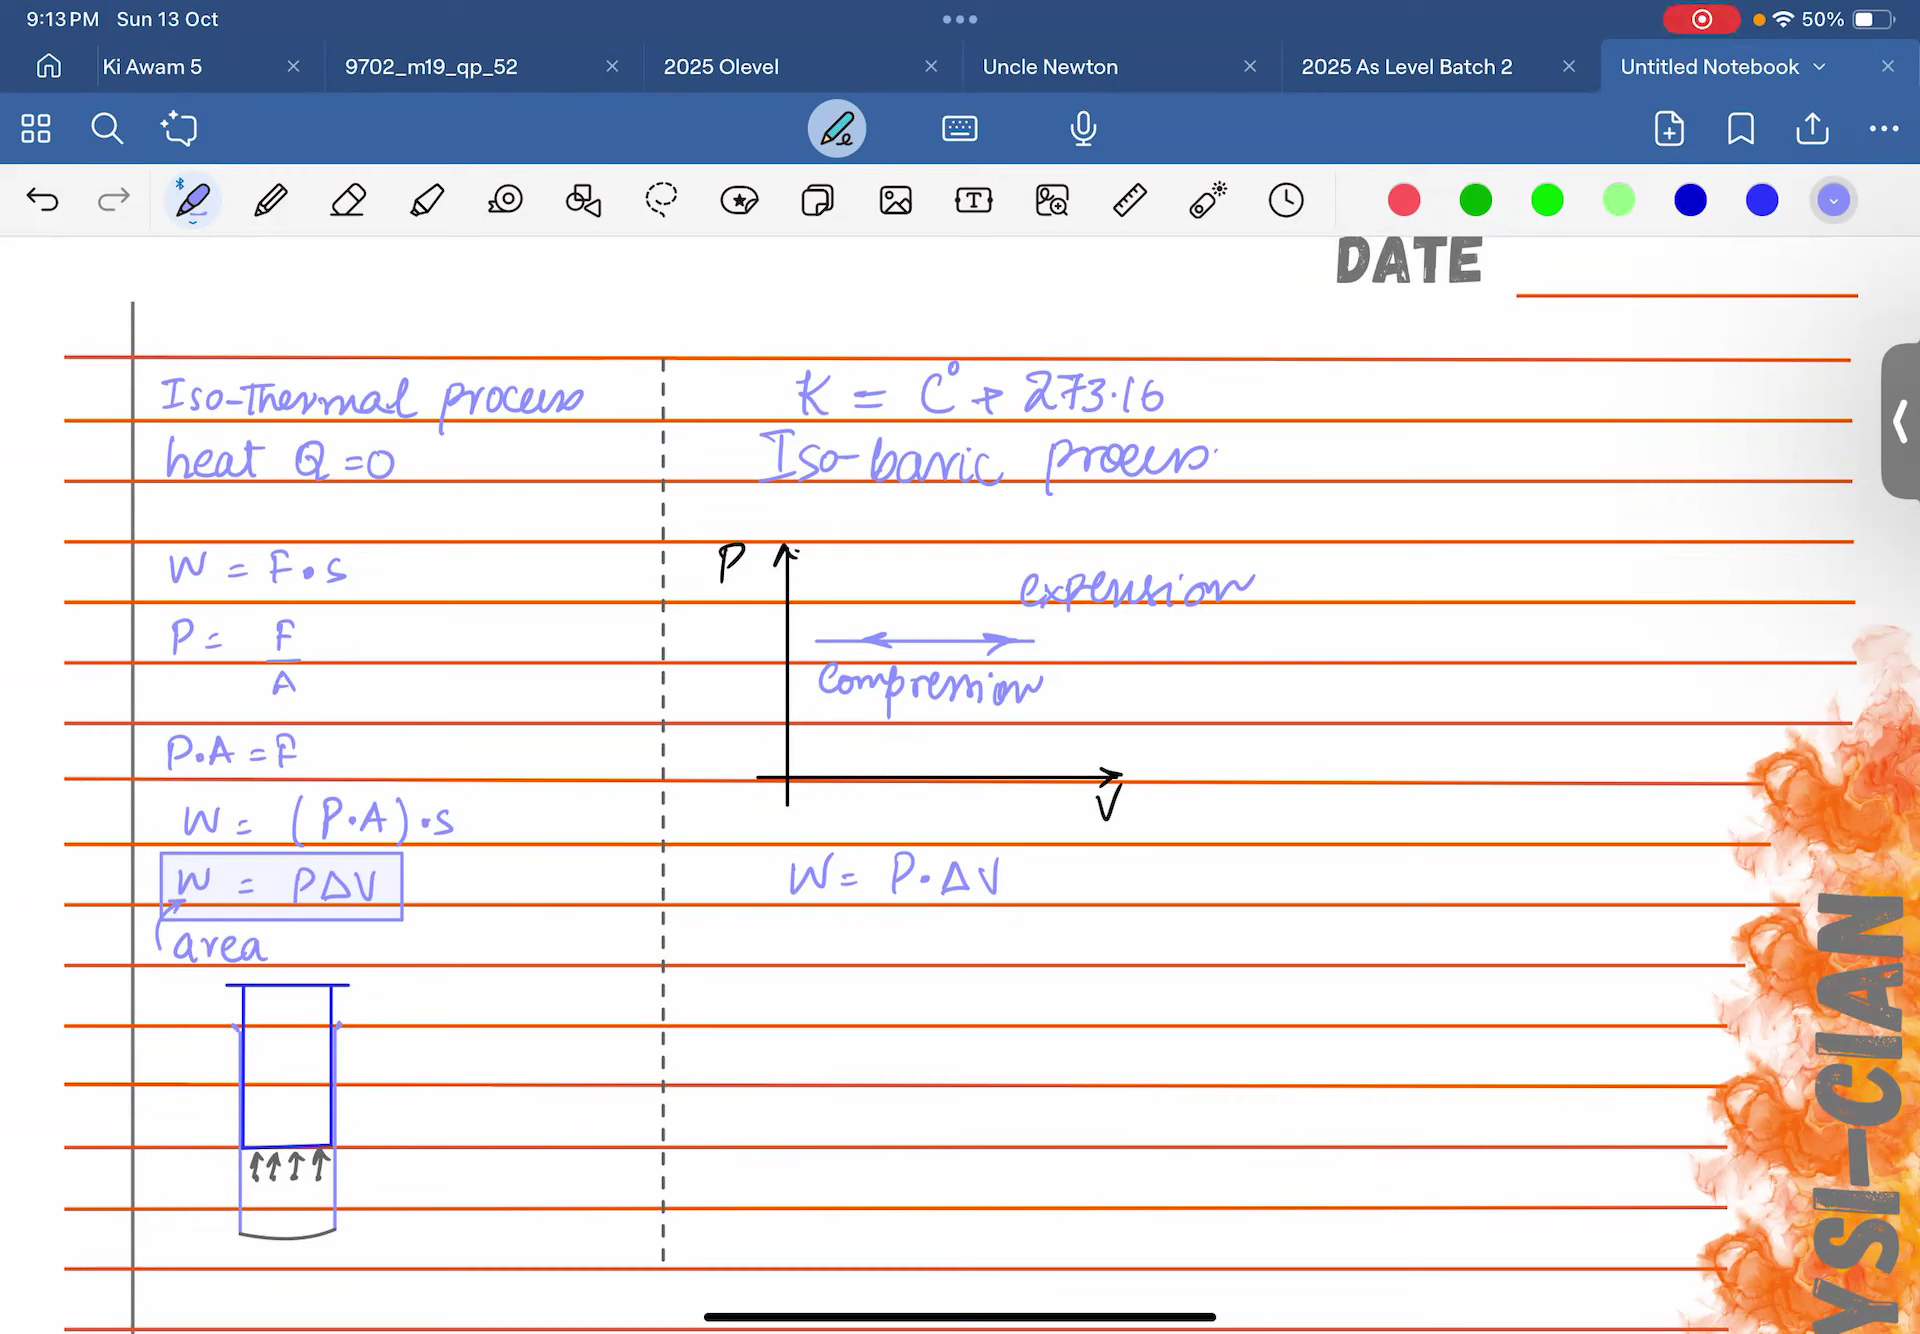 9:13 PM Sun 13 Oct
50%
Ki Awam 5
9702_m19_qp_52
2025 Olevel
Uncle Newton
2025 As Level Batch 2
Untitled Notebook
DATE
Iso-thermal process
heat Q = 0
W = F • s
P = F
A
P • A = F
W = (P • A) • s
W = PΔV
area
K = C° + 273.16
Iso-baric process
P
expension
Compression
V
W = P • ΔV
YSI-CIAN